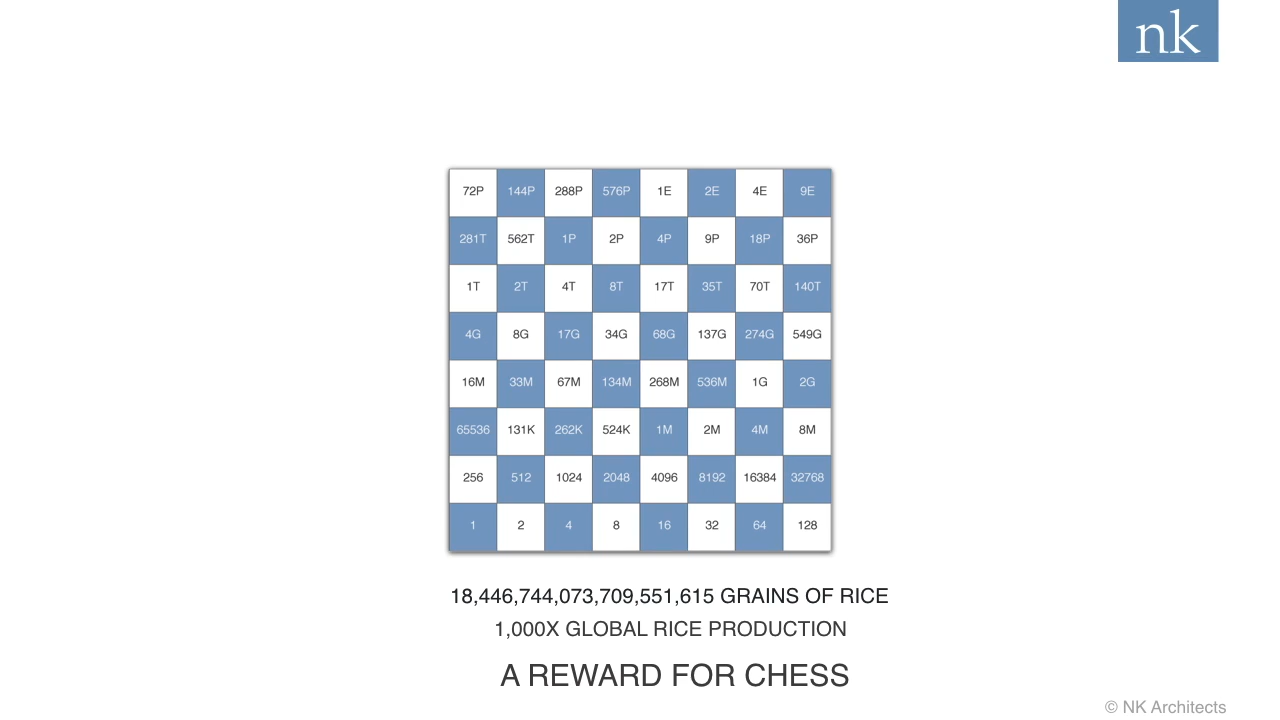 nk
72P 144P 288P 576P 1E 2E 4E 9E
281T 562T 1P 2P 4P 9P 18P 36P
1T 2T 4T 8T 17T 35T 70T 140T
4G 8G 17G 34G 68G 137G 274G 549G
16M 33M 67M 134M 268M 536M 1G 2G
65536 131K 262K 524K 1M 2M 4M 8M
256 512 1024 2048 4096 8192 16384 32768
1 2 4 8 16 32 64 128
18,446,744,073,709,551,615 GRAINS OF RICE
1,000X GLOBAL RICE PRODUCTION
A REWARD FOR CHESS
© NK Architects